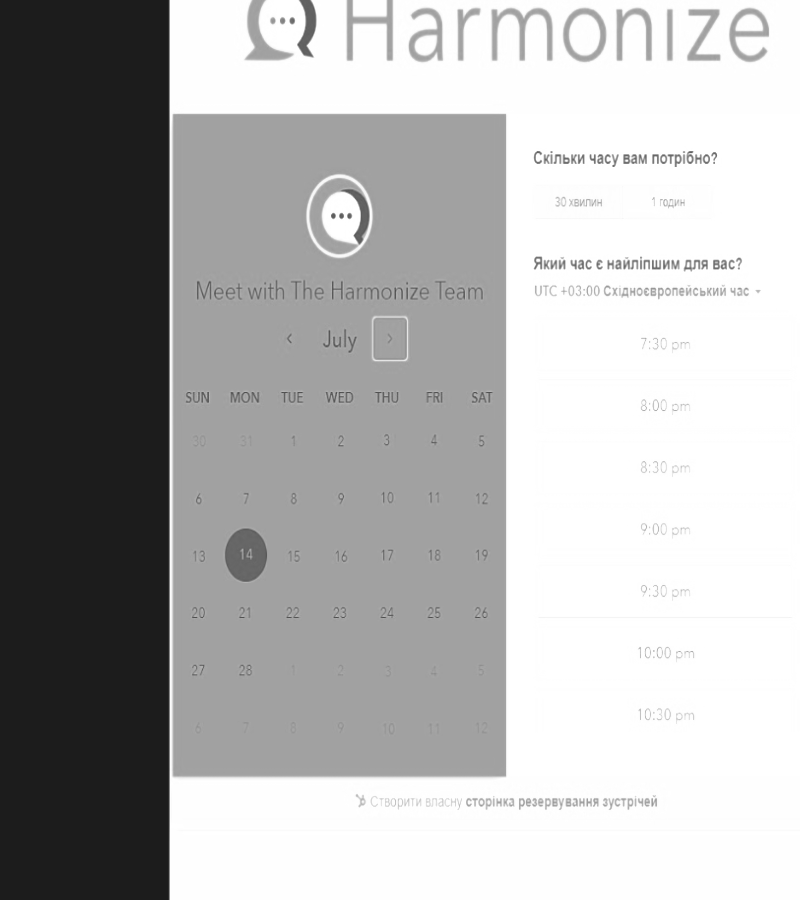 Harmonize
Meet with The Harmonize Team
July
SUN MON TUE WED THU FRI SAT
30 31 1 2 3 4 5
6 7 8 9 10 11 12
13 14 15 16 17 18 19
20 21 22 23 24 25 26
27 28 1 2 3 4 5
6 7 8 9 10 11 12
Скільки часу вам потрібно?
30 хвилин 1 годин
Який час є найліпшим для вас?
UTC +03:00 Східноєвропейський час
7:30 pm
8:00 pm
8:30 pm
9:00 pm
9:30 pm
10:00 pm
10:30 pm
Створити власну сторінка резервування зустрічей